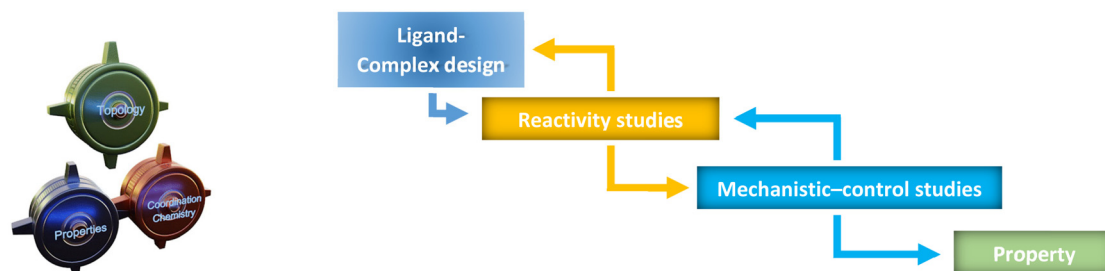 Topology
Coordination
Chemistry
Properties
Ligand-
Complex design
Reactivity studies
Mechanistic–control studies
Property